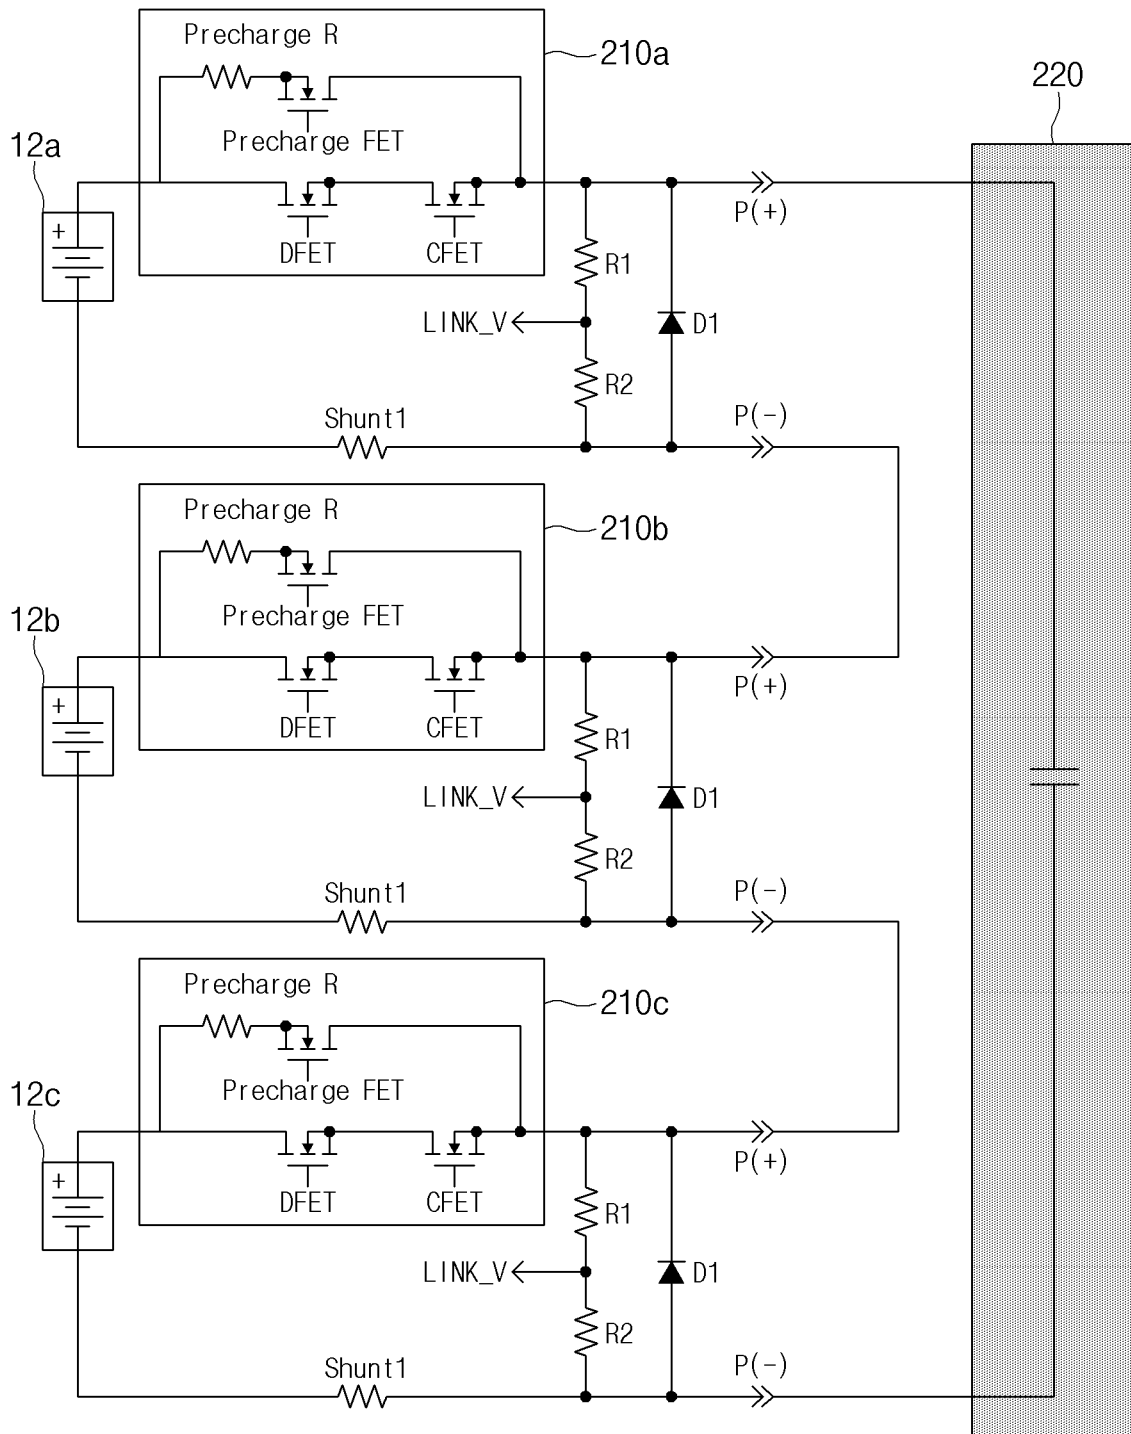 Precharge R
210a
220
Precharge FET
12a
+
P(+)
DFET
CFET
R1
LINK_V
D1
R2
Shunt1
P(-)
Precharge R
210b
Precharge FET
12b
+
P(+)
DFET
CFET
R1
LINK_V
D1
R2
Shunt1
P(-)
Precharge R
210c
Precharge FET
12c
+
P(+)
DFET
CFET
R1
LINK_V
D1
R2
Shunt1
P(-)